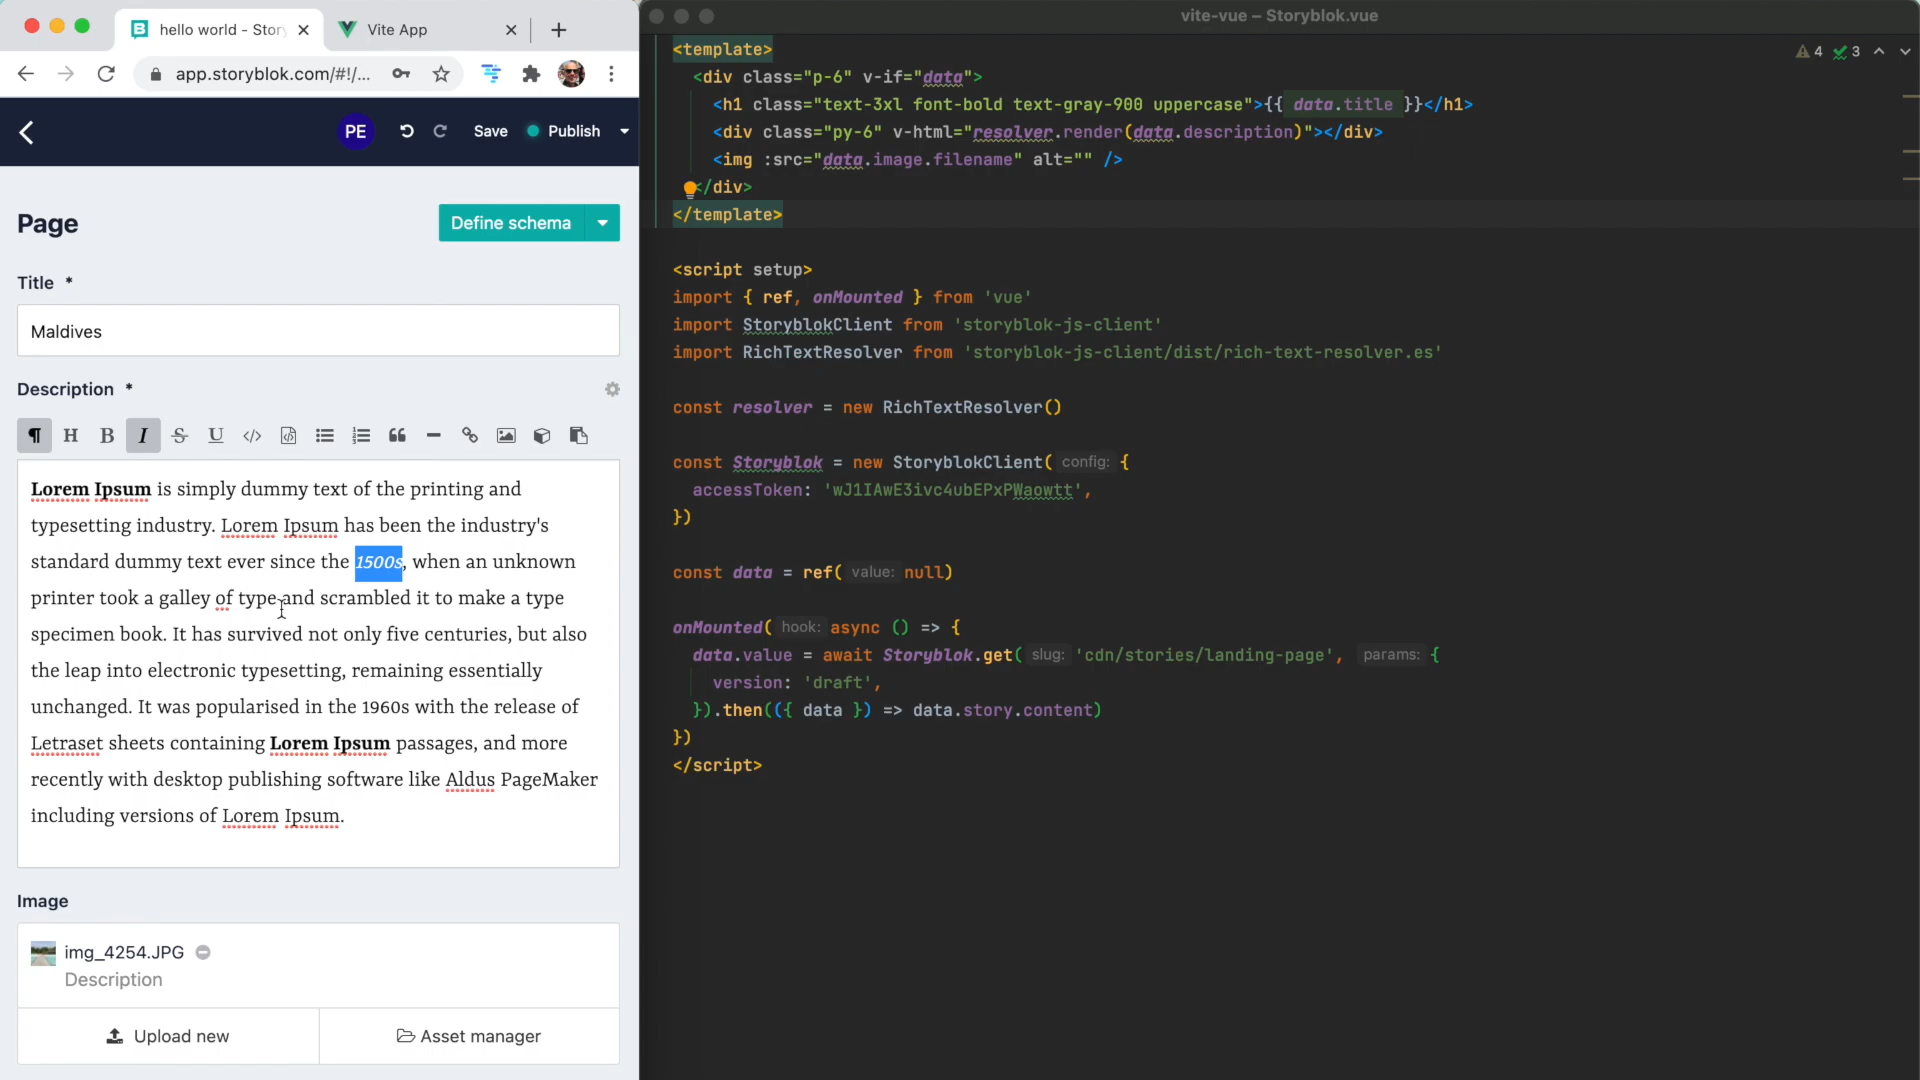 hello world - Stor
Vite App
app.storyblok.com/#!/...
PE
Save
Publish
Page
Define schema
Title *
Maldives
Description *
Lorem Ipsum is simply dummy text of the printing and
typesetting industry. Lorem Ipsum has been the industry's
standard dummy text ever since the 1500s, when an unknown
printer took a galley of type and scrambled it to make a type
specimen book. It has survived not only five centuries, but also
the leap into electronic typesetting, remaining essentially
unchanged. It was popularised in the 1960s with the release of
Letraset sheets containing Lorem Ipsum passages, and more
recently with desktop publishing software like Aldus PageMaker
including versions of Lorem Ipsum.
Image
img_4254.JPG
Description
Upload new
Asset manager
vite-vue – Storyblok.vue
4 3
<template>
<div class="p-6" v-if="data">
<h1 class="text-3xl font-bold text-gray-900 uppercase">{{ data.title }}</h1>
<div class="py-6" v-html="resolver.render(data.description)"></div>
<img :src="data.image.filename" alt="" />
</div>
</template>
<script setup>
import { ref, onMounted } from 'vue'
import StoryblokClient from 'storyblok-js-client'
import RichTextResolver from 'storyblok-js-client/dist/rich-text-resolver.es'
const resolver = new RichTextResolver()
const Storyblok = new StoryblokClient( config: {
accessToken: 'wJ1IAwE3ivc4ubEPxPWaowtt',
})
const data = ref( value: null)
onMounted( hook: async () => {
data.value = await Storyblok.get( slug: 'cdn/stories/landing-page', params: {
version: 'draft',
}).then(({ data }) => data.story.content)
})
</script>